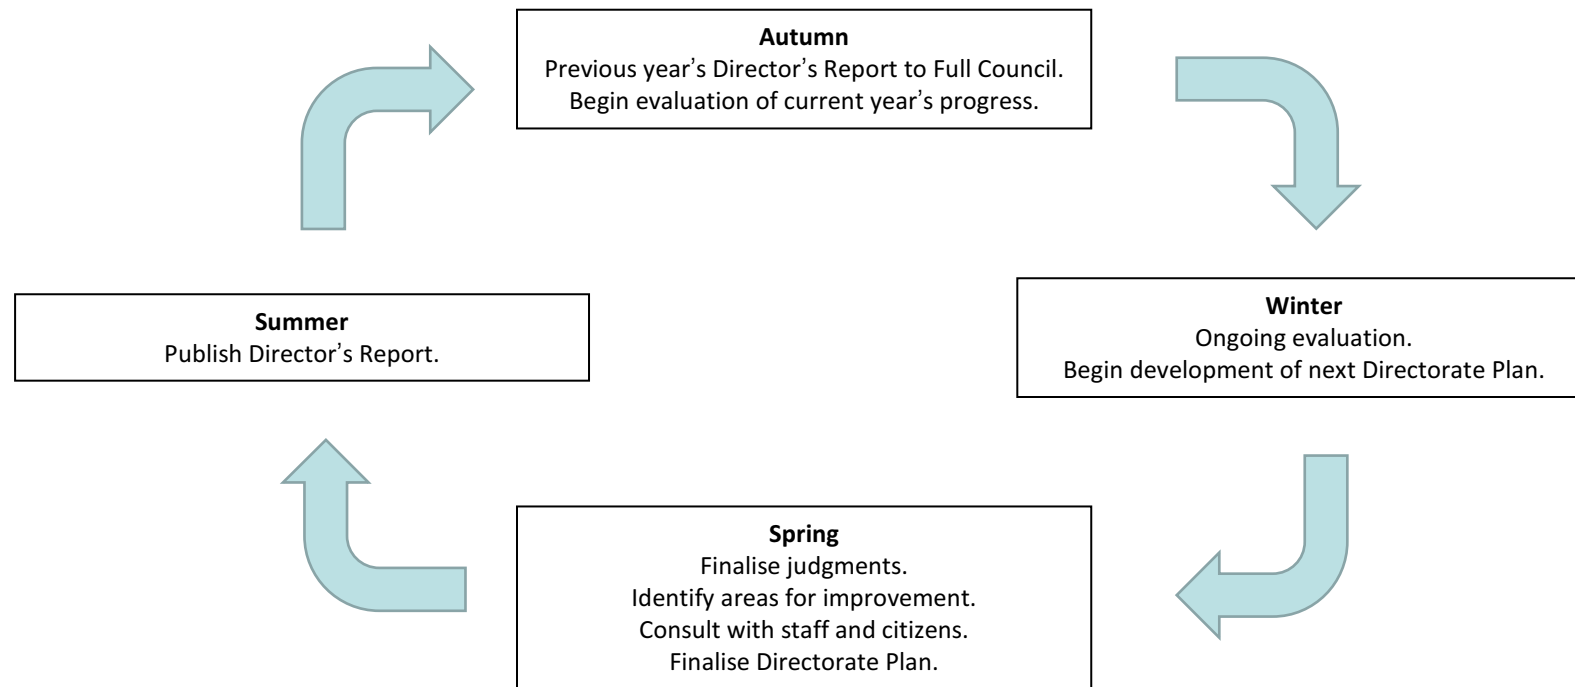 Autumn
Previous year’s Director’s Report to Full Council.
Begin evaluation of current year’s progress.
Winter
Ongoing evaluation.
Begin development of next Directorate Plan.
Spring
Finalise judgments.
Identify areas for improvement.
Consult with staff and citizens.
Finalise Directorate Plan.
Summer
Publish Director’s Report.